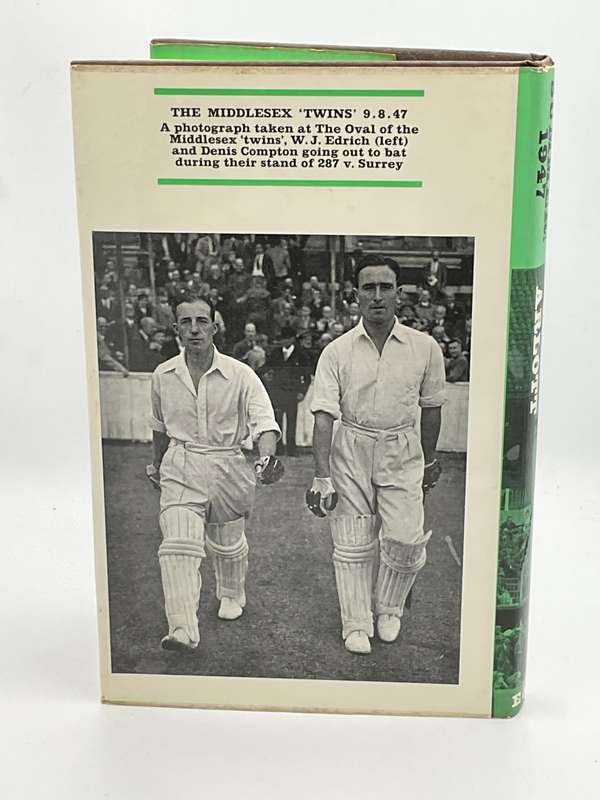 THE MIDDLESEX ‘TWINS’ 9.8.47
A photograph taken at The Oval of the
Middlesex ‘twins’, W. J. Edrich (left)
and Denis Compton going out to bat
during their stand of 287 v. Surrey
1947